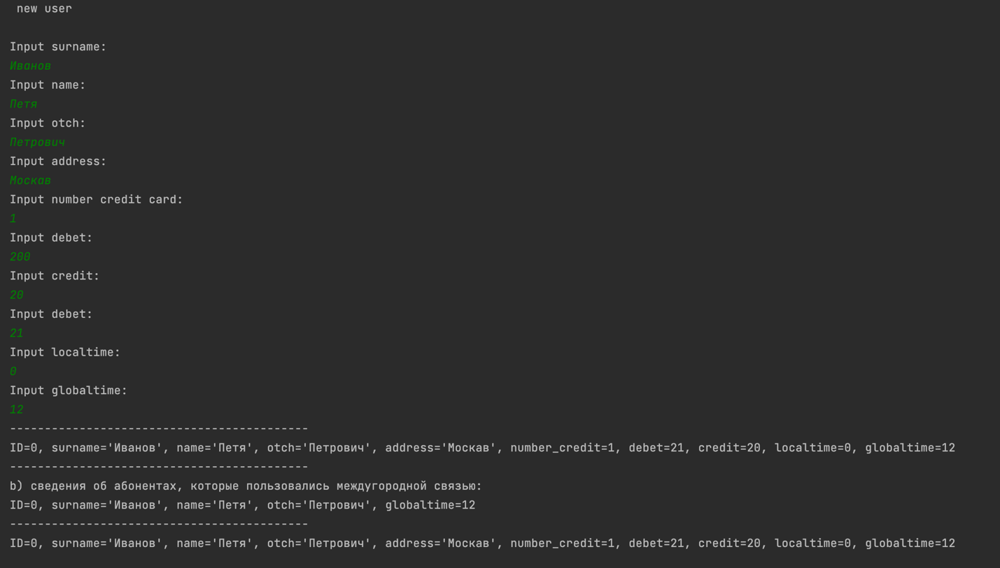 new user
Input surname:
Иванов
Input name:
Петя
Input otch:
Петрович
Input address:
Москав
Input number credit card:
1
Input debet:
200
Input credit:
20
Input debet:
21
Input localtime:
0
Input globaltime:
12
-------------------------------------------
ID=0, surname='Иванов', name='Петя', otch='Петрович', address='Москав', number_credit=1, debet=21, credit=20, localtime=0, globaltime=12
-------------------------------------------
b) сведения об абонентах, которые пользовались междугородной связью:
ID=0, surname='Иванов', name='Петя', otch='Петрович', globaltime=12
-------------------------------------------
ID=0, surname='Иванов', name='Петя', otch='Петрович', address='Москав', number_credit=1, debet=21, credit=20, localtime=0, globaltime=12